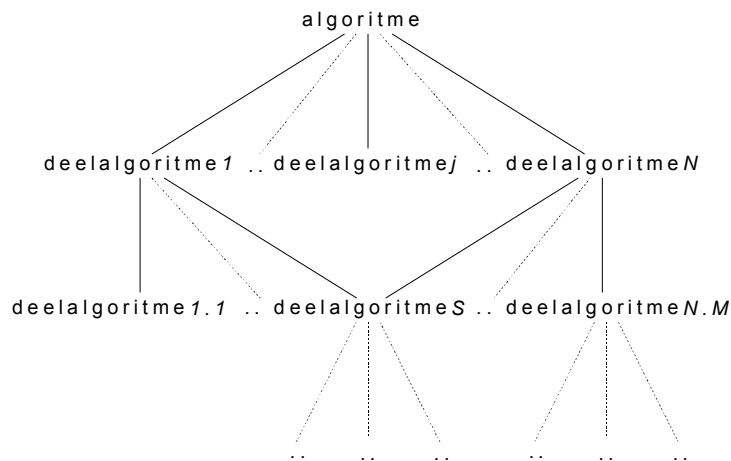 algoritme
deelalgoritme1 .. deelalgoritmej .. deelalgoritmeN
deelalgoritme1.1 .. deelalgoritmeS .. deelalgoritmeN.M
.. .. .. .. .. ..